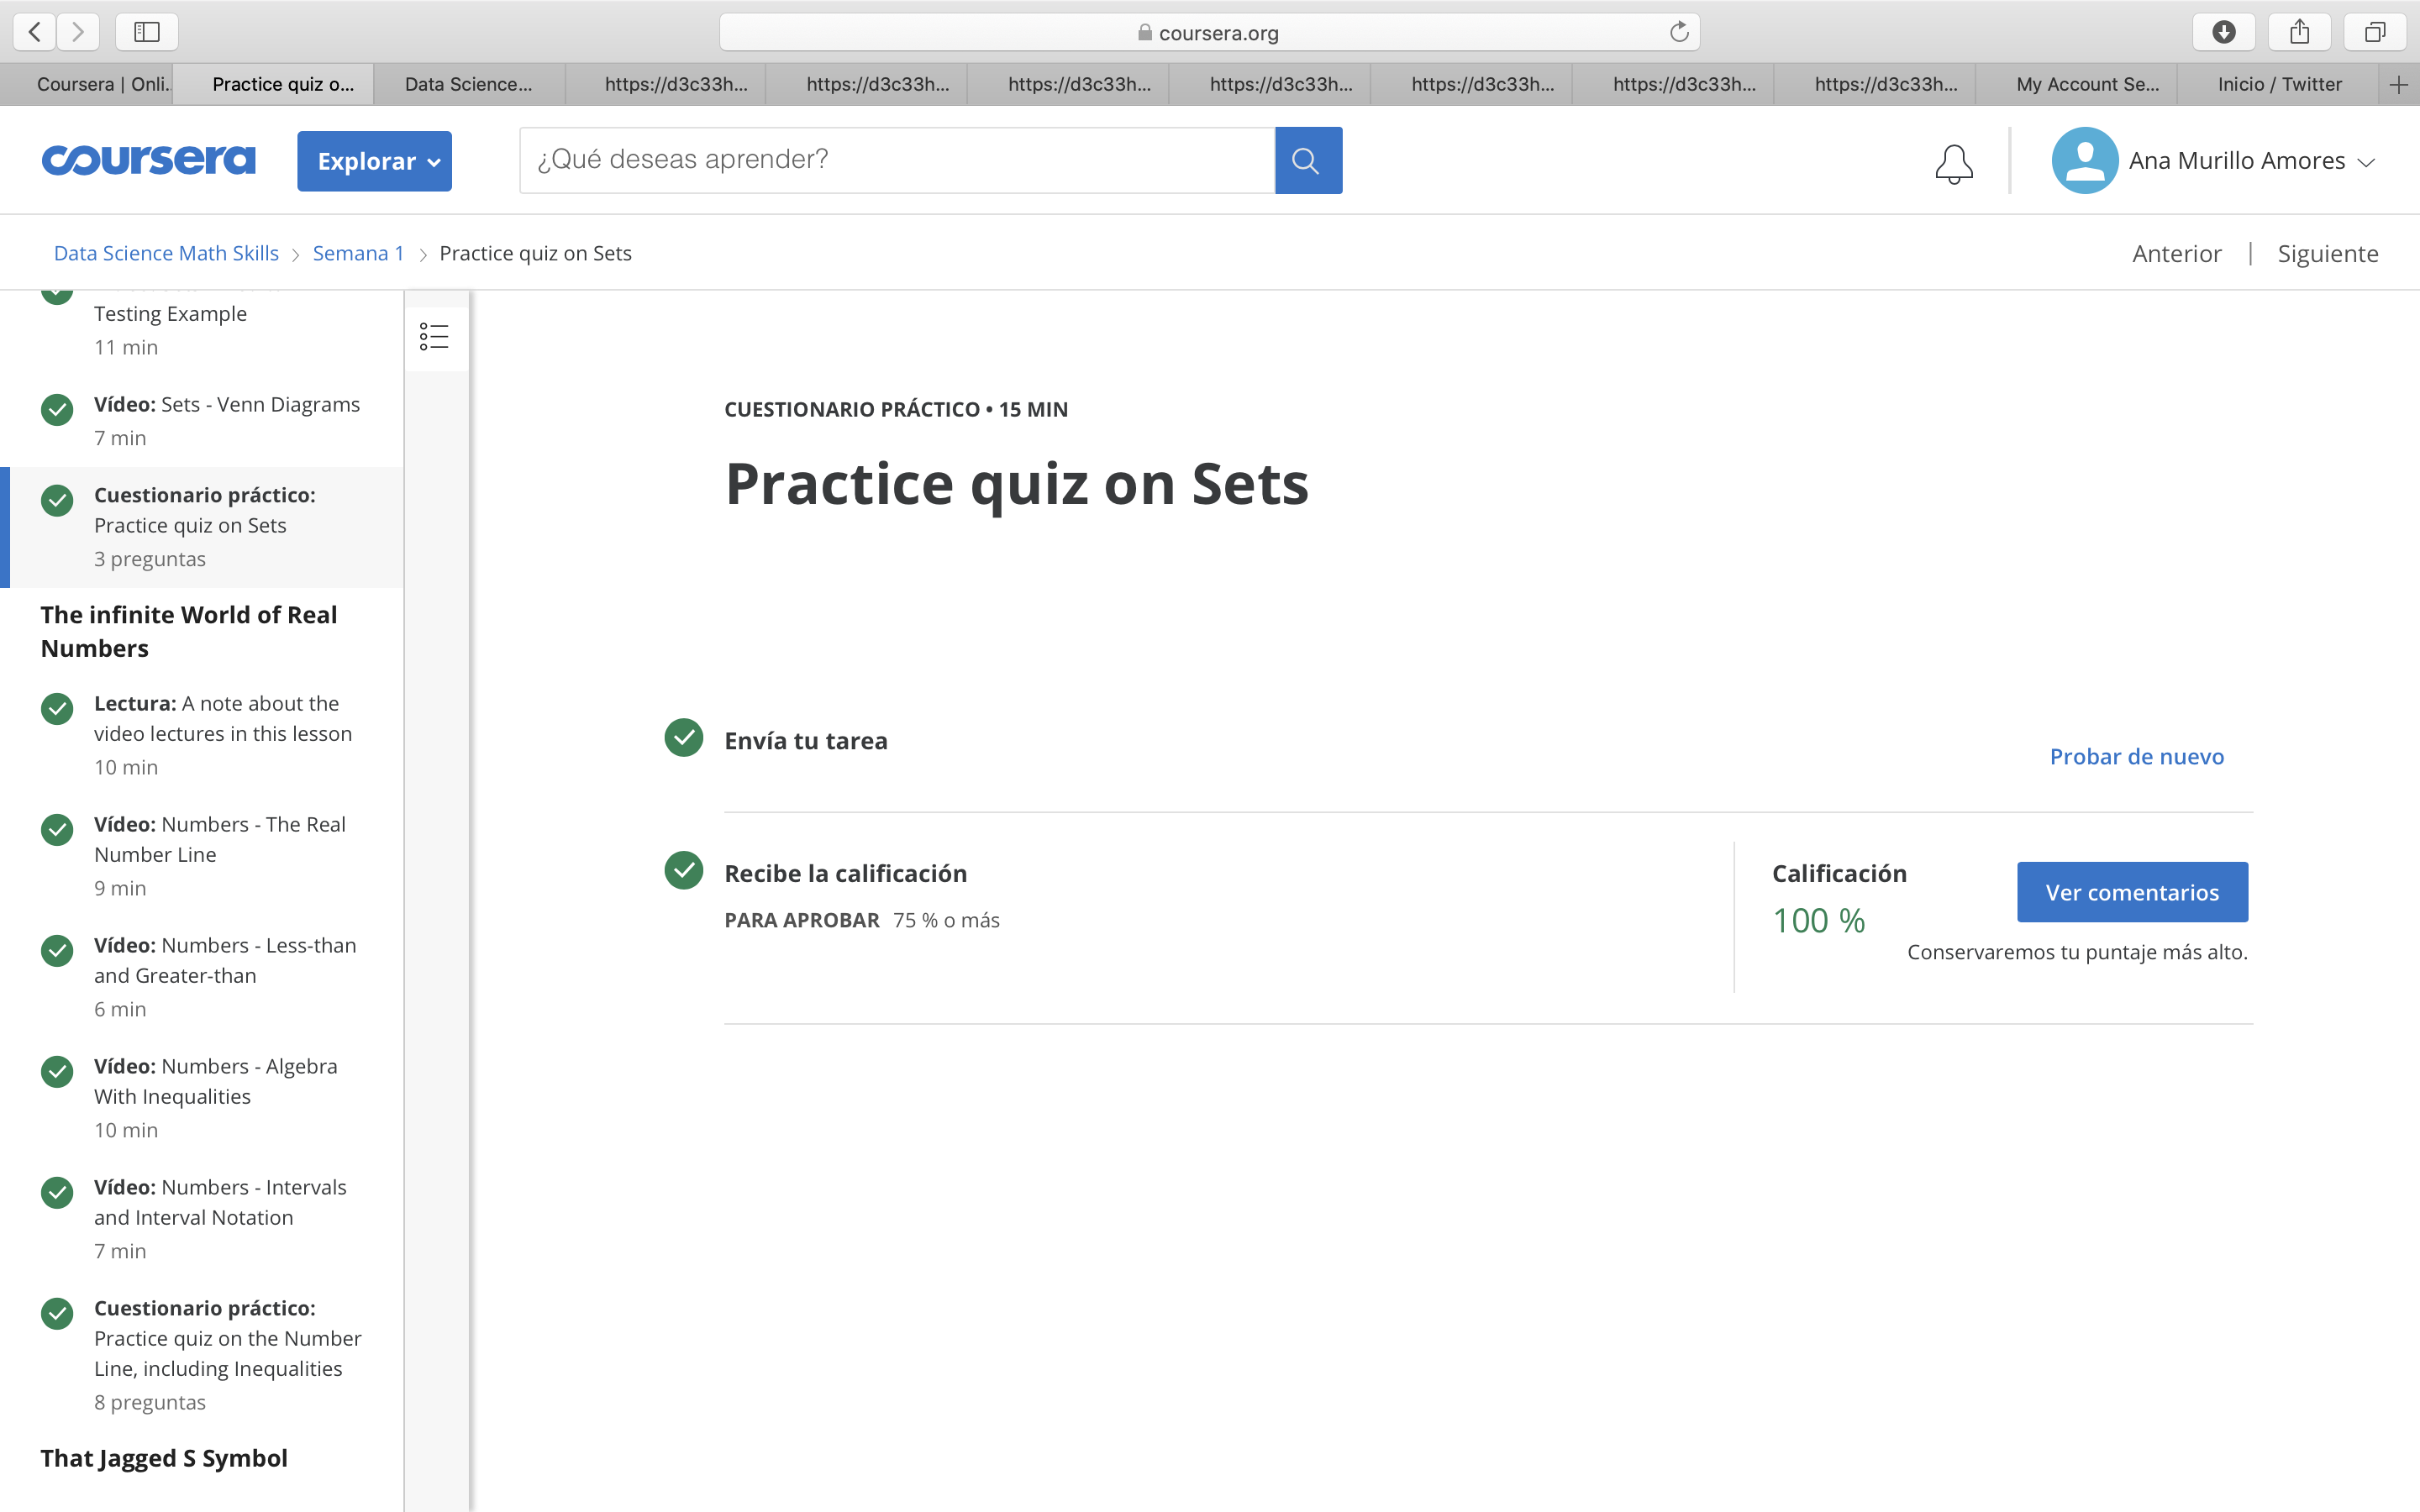 coursera.org
Coursera | Onli...
Practice quiz o...
Data Science...
https://d3c33h...
https://d3c33h...
https://d3c33h...
https://d3c33h...
https://d3c33h...
https://d3c33h...
https://d3c33h...
My Account Se...
Inicio / Twitter
coursera
Explorar
¿Qué deseas aprender?
Ana Murillo Amores
Data Science Math Skills > Semana 1 > Practice quiz on Sets
Anterior | Siguiente
Testing Example
11 min
Vídeo: Sets - Venn Diagrams
7 min
Cuestionario práctico:
Practice quiz on Sets
3 preguntas
The infinite World of Real
Numbers
Lectura: A note about the
video lectures in this lesson
10 min
Vídeo: Numbers - The Real
Number Line
9 min
Vídeo: Numbers - Less-than
and Greater-than
6 min
Vídeo: Numbers - Algebra
With Inequalities
10 min
Vídeo: Numbers - Intervals
and Interval Notation
7 min
Cuestionario práctico:
Practice quiz on the Number
Line, including Inequalities
8 preguntas
That Jagged S Symbol
CUESTIONARIO PRÁCTICO • 15 MIN
Practice quiz on Sets
Envía tu tarea
Probar de nuevo
Recibe la calificación
PARA APROBAR 75 % o más
Calificación
100 %
Ver comentarios
Conservaremos tu puntaje más alto.